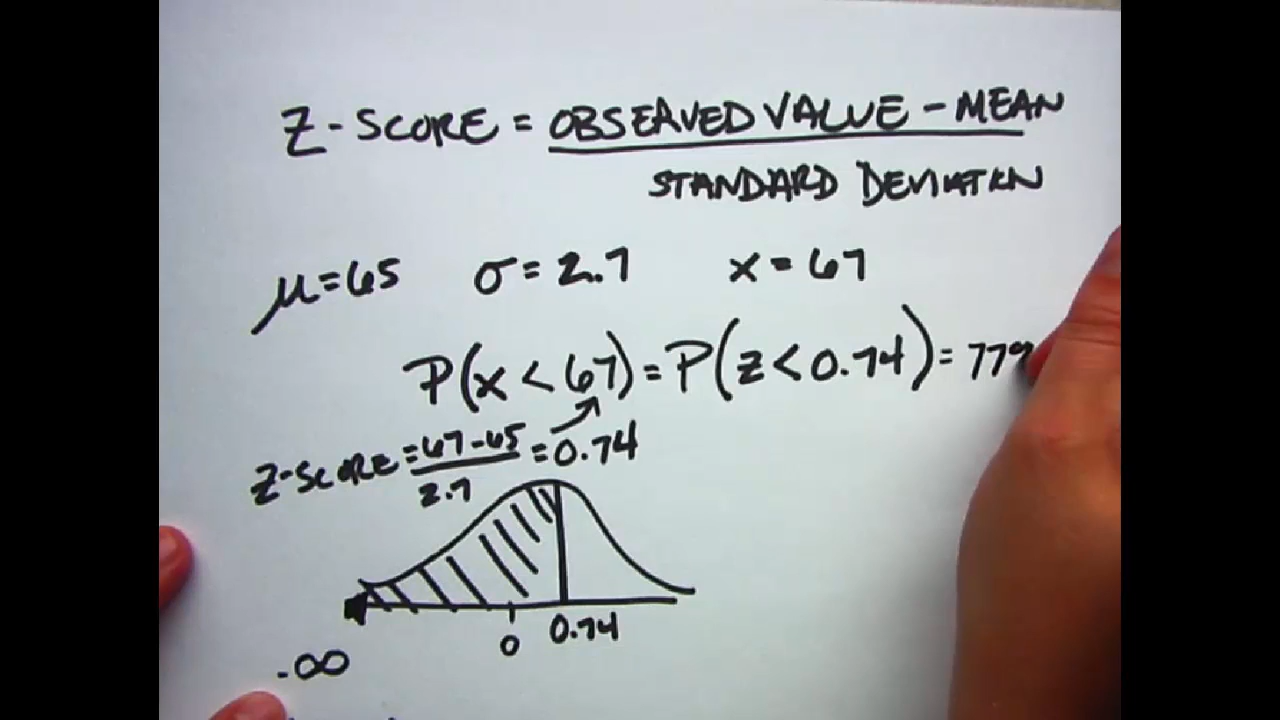 Z-SCORE = OBSERVED VALUE - MEAN
STANDARD DEVIATION
μ=65 σ=2.7 x=67
P(x<67)=P(z<0.74)=77%
Z-SCORE=67-65=0.74
2.7
0 0.74
-∞